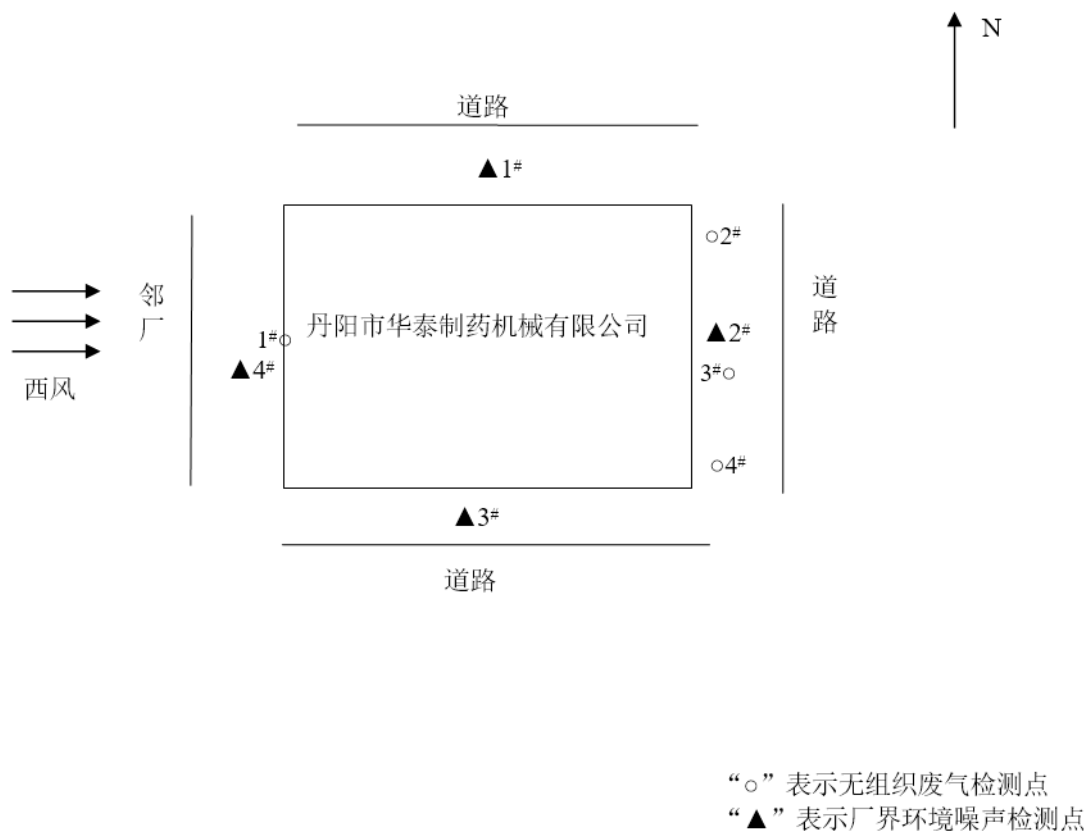 N
道路
▲1#
○2#
邻厂
道路
丹阳市华泰制药机械有限公司
▲2#
1#○
▲4#
3#○
西风
○4#
▲3#
道路
“○”表示无组织废气检测点
“▲”表示厂界环境噪声检测点